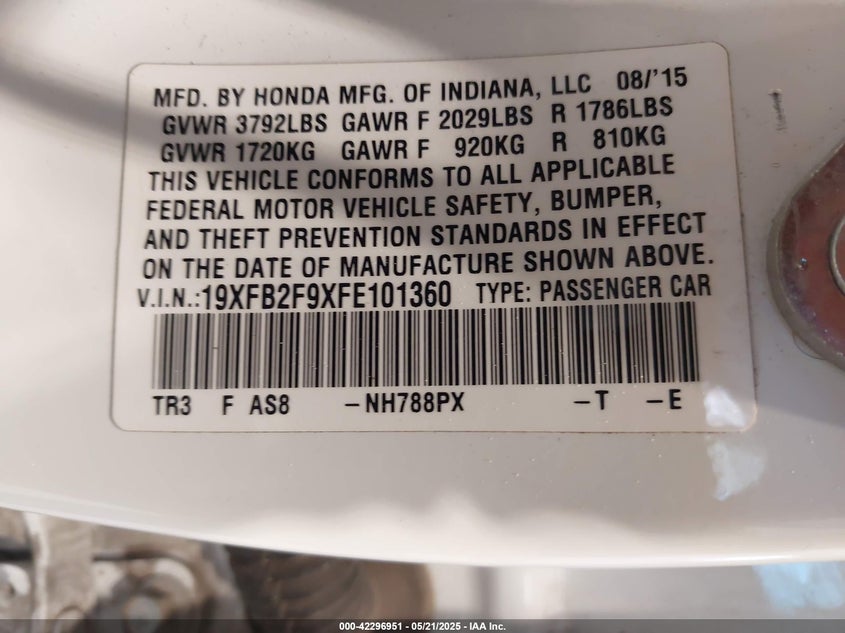 MFD. BY HONDA MFG. OF INDIANA, LLC 08/'15
GVWR 3792LBS GAWR F 2029LBS R 1786LBS
GVWR 1720KG GAWR F 920KG R 810KG
THIS VEHICLE CONFORMS TO ALL APPLICABLE
FEDERAL MOTOR VEHICLE SAFETY, BUMPER,
AND THEFT PREVENTION STANDARDS IN EFFECT
ON THE DATE OF MANUFACTURE SHOWN ABOVE.
V.I.N.:19XFB2F9XFE101360 TYPE: PASSENGER CAR
TR3 F AS8 -NH788PX -T -E
000-42296951 - 05/21/2025 - IAA Inc.